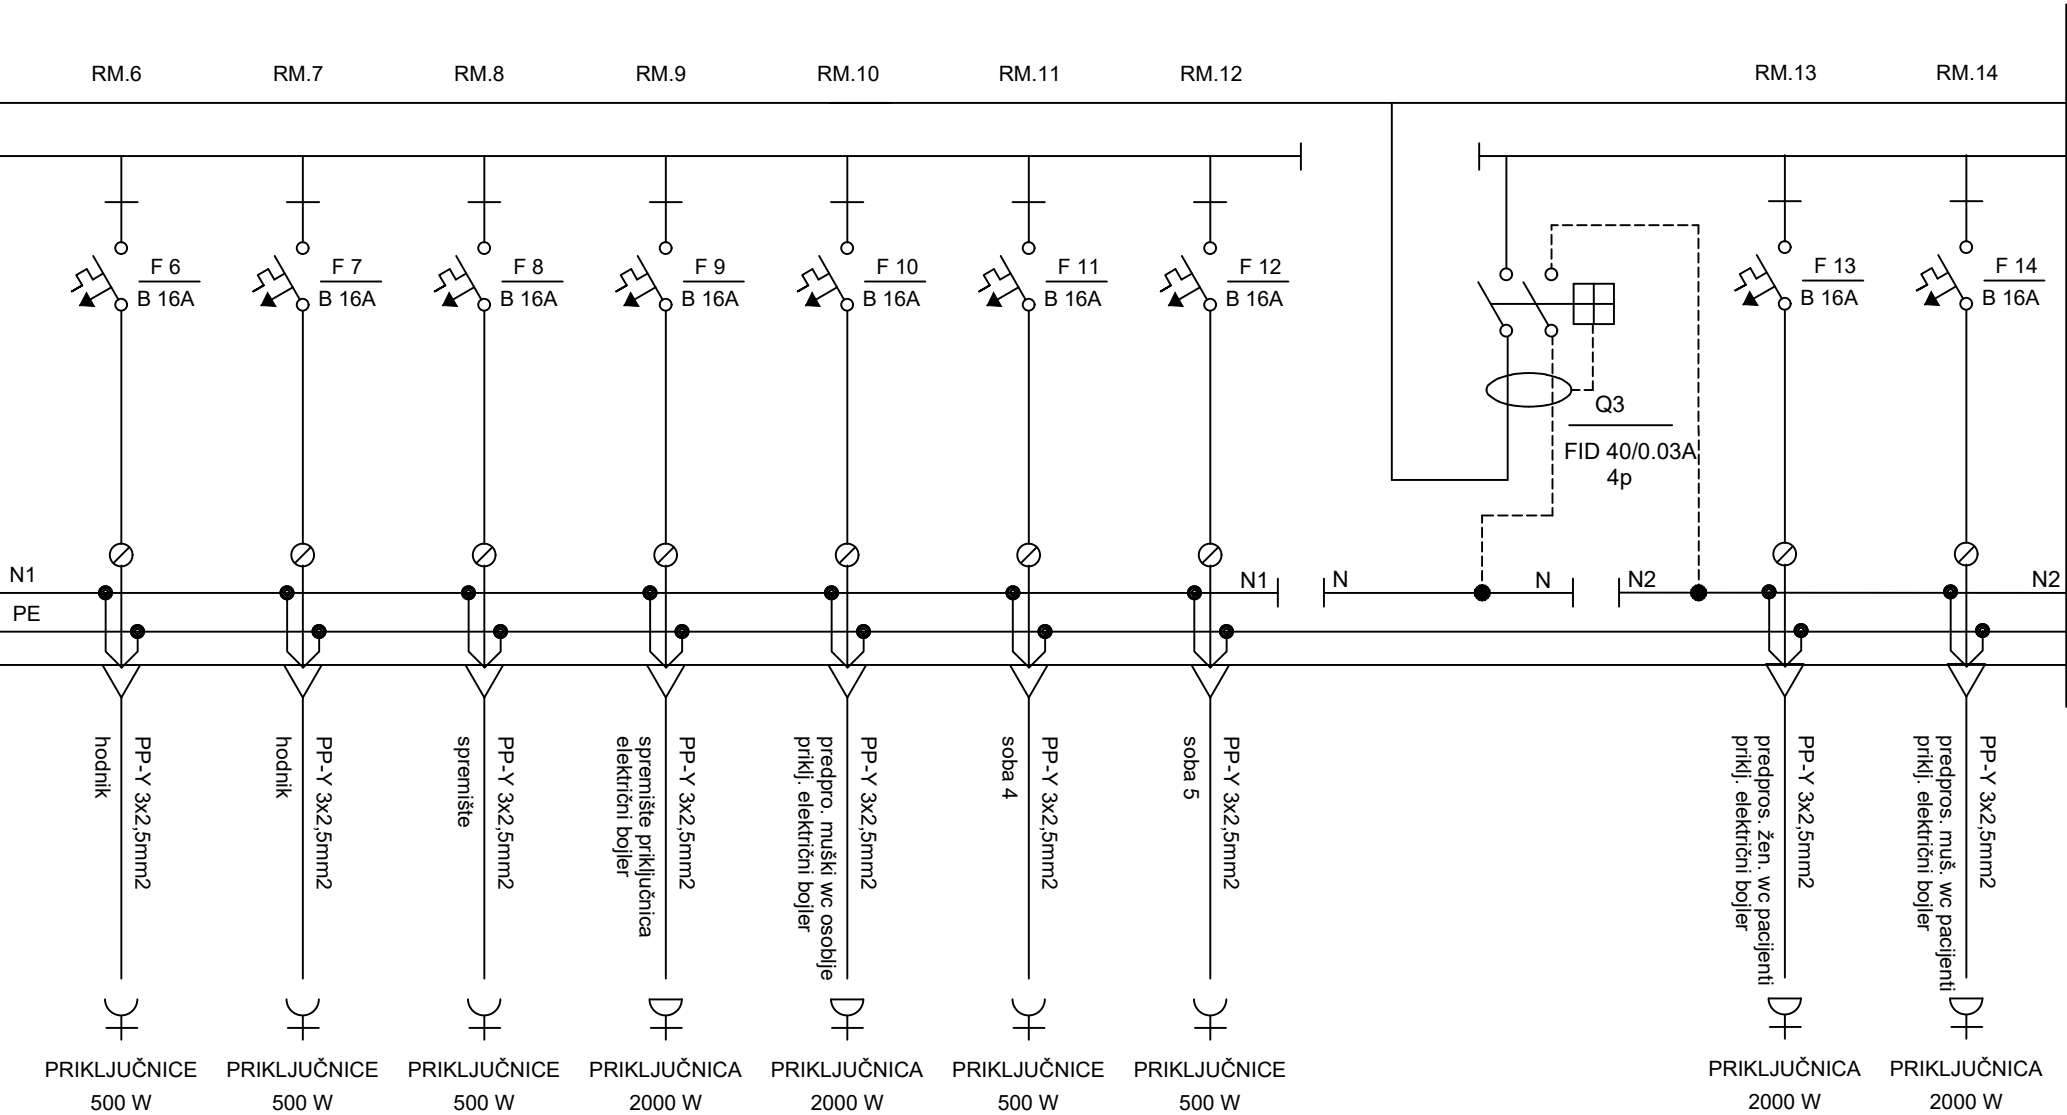 RM.6
RM.7
RM.8
RM.9
RM.10
RM.11
RM.12
RM.13
RM.14
F 6
B 16A
F 7
B 16A
F 8
B 16A
F 9
B 16A
F 10
B 16A
F 11
B 16A
F 12
B 16A
Q3
FID 40/0.03A
4p
F 13
B 16A
F 14
B 16A
N1
N1
N
N
N2
N2
PE
PP-Y 3x2,5mm2
hodnik
PP-Y 3x2,5mm2
hodnik
PP-Y 3x2,5mm2
spremište
PP-Y 3x2,5mm2
spremište priključnica
električni bojler
PP-Y 3x2,5mm2
predpro. muški wc osoblje
priklj. električni bojler
PP-Y 3x2,5mm2
soba 4
PP-Y 3x2,5mm2
soba 5
PP-Y 3x2,5mm2
predpros. žen. wc pacijenti
priklj. električni bojler
PP-Y 3x2,5mm2
predpros. muš. wc pacijenti
priklj. električni bojler
PRIKLJUČNICE
500 W
PRIKLJUČNICE
500 W
PRIKLJUČNICE
500 W
PRIKLJUČNICA
2000 W
PRIKLJUČNICA
2000 W
PRIKLJUČNICE
500 W
PRIKLJUČNICE
500 W
PRIKLJUČNICA
2000 W
PRIKLJUČNICA
2000 W